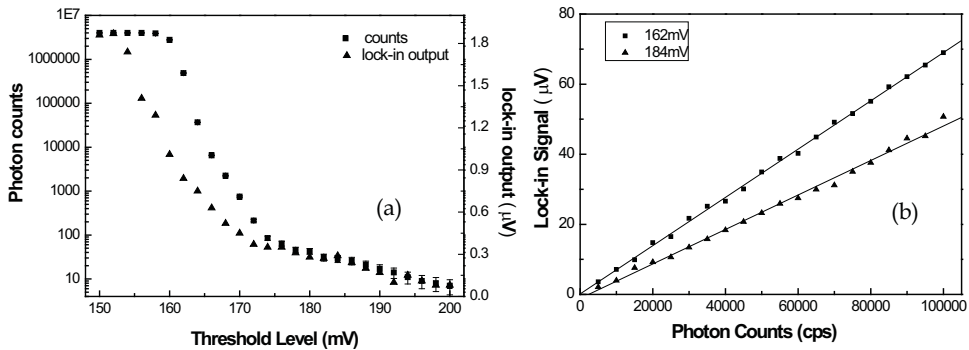 1E7
1000000
100000
10000
1000
100
10
Photon counts
150 160 170 180 190 200
Threshold Level (mV)
counts
lock-in output
(a)
1.8
1.5
1.2
0.9
0.6
0.3
0.0
lock-in output ( μV)
80
60
40
20
0
Lock-in Signal ( μV)
0 20000 40000 60000 80000 100000
Photon Counts (cps)
162mV
184mV
(b)